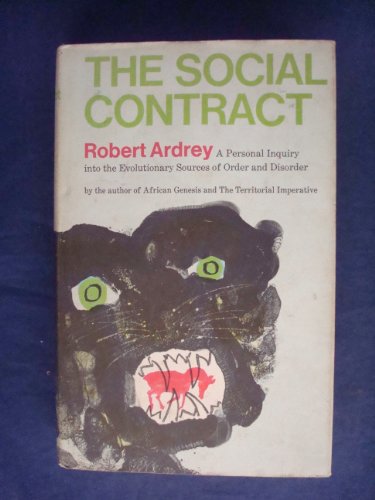 THE SOCIAL
CONTRACT
Robert Ardrey A Personal Inquiry
into the Evolutionary Sources of Order and Disorder
by the author of African Genesis and The Territorial Imperative